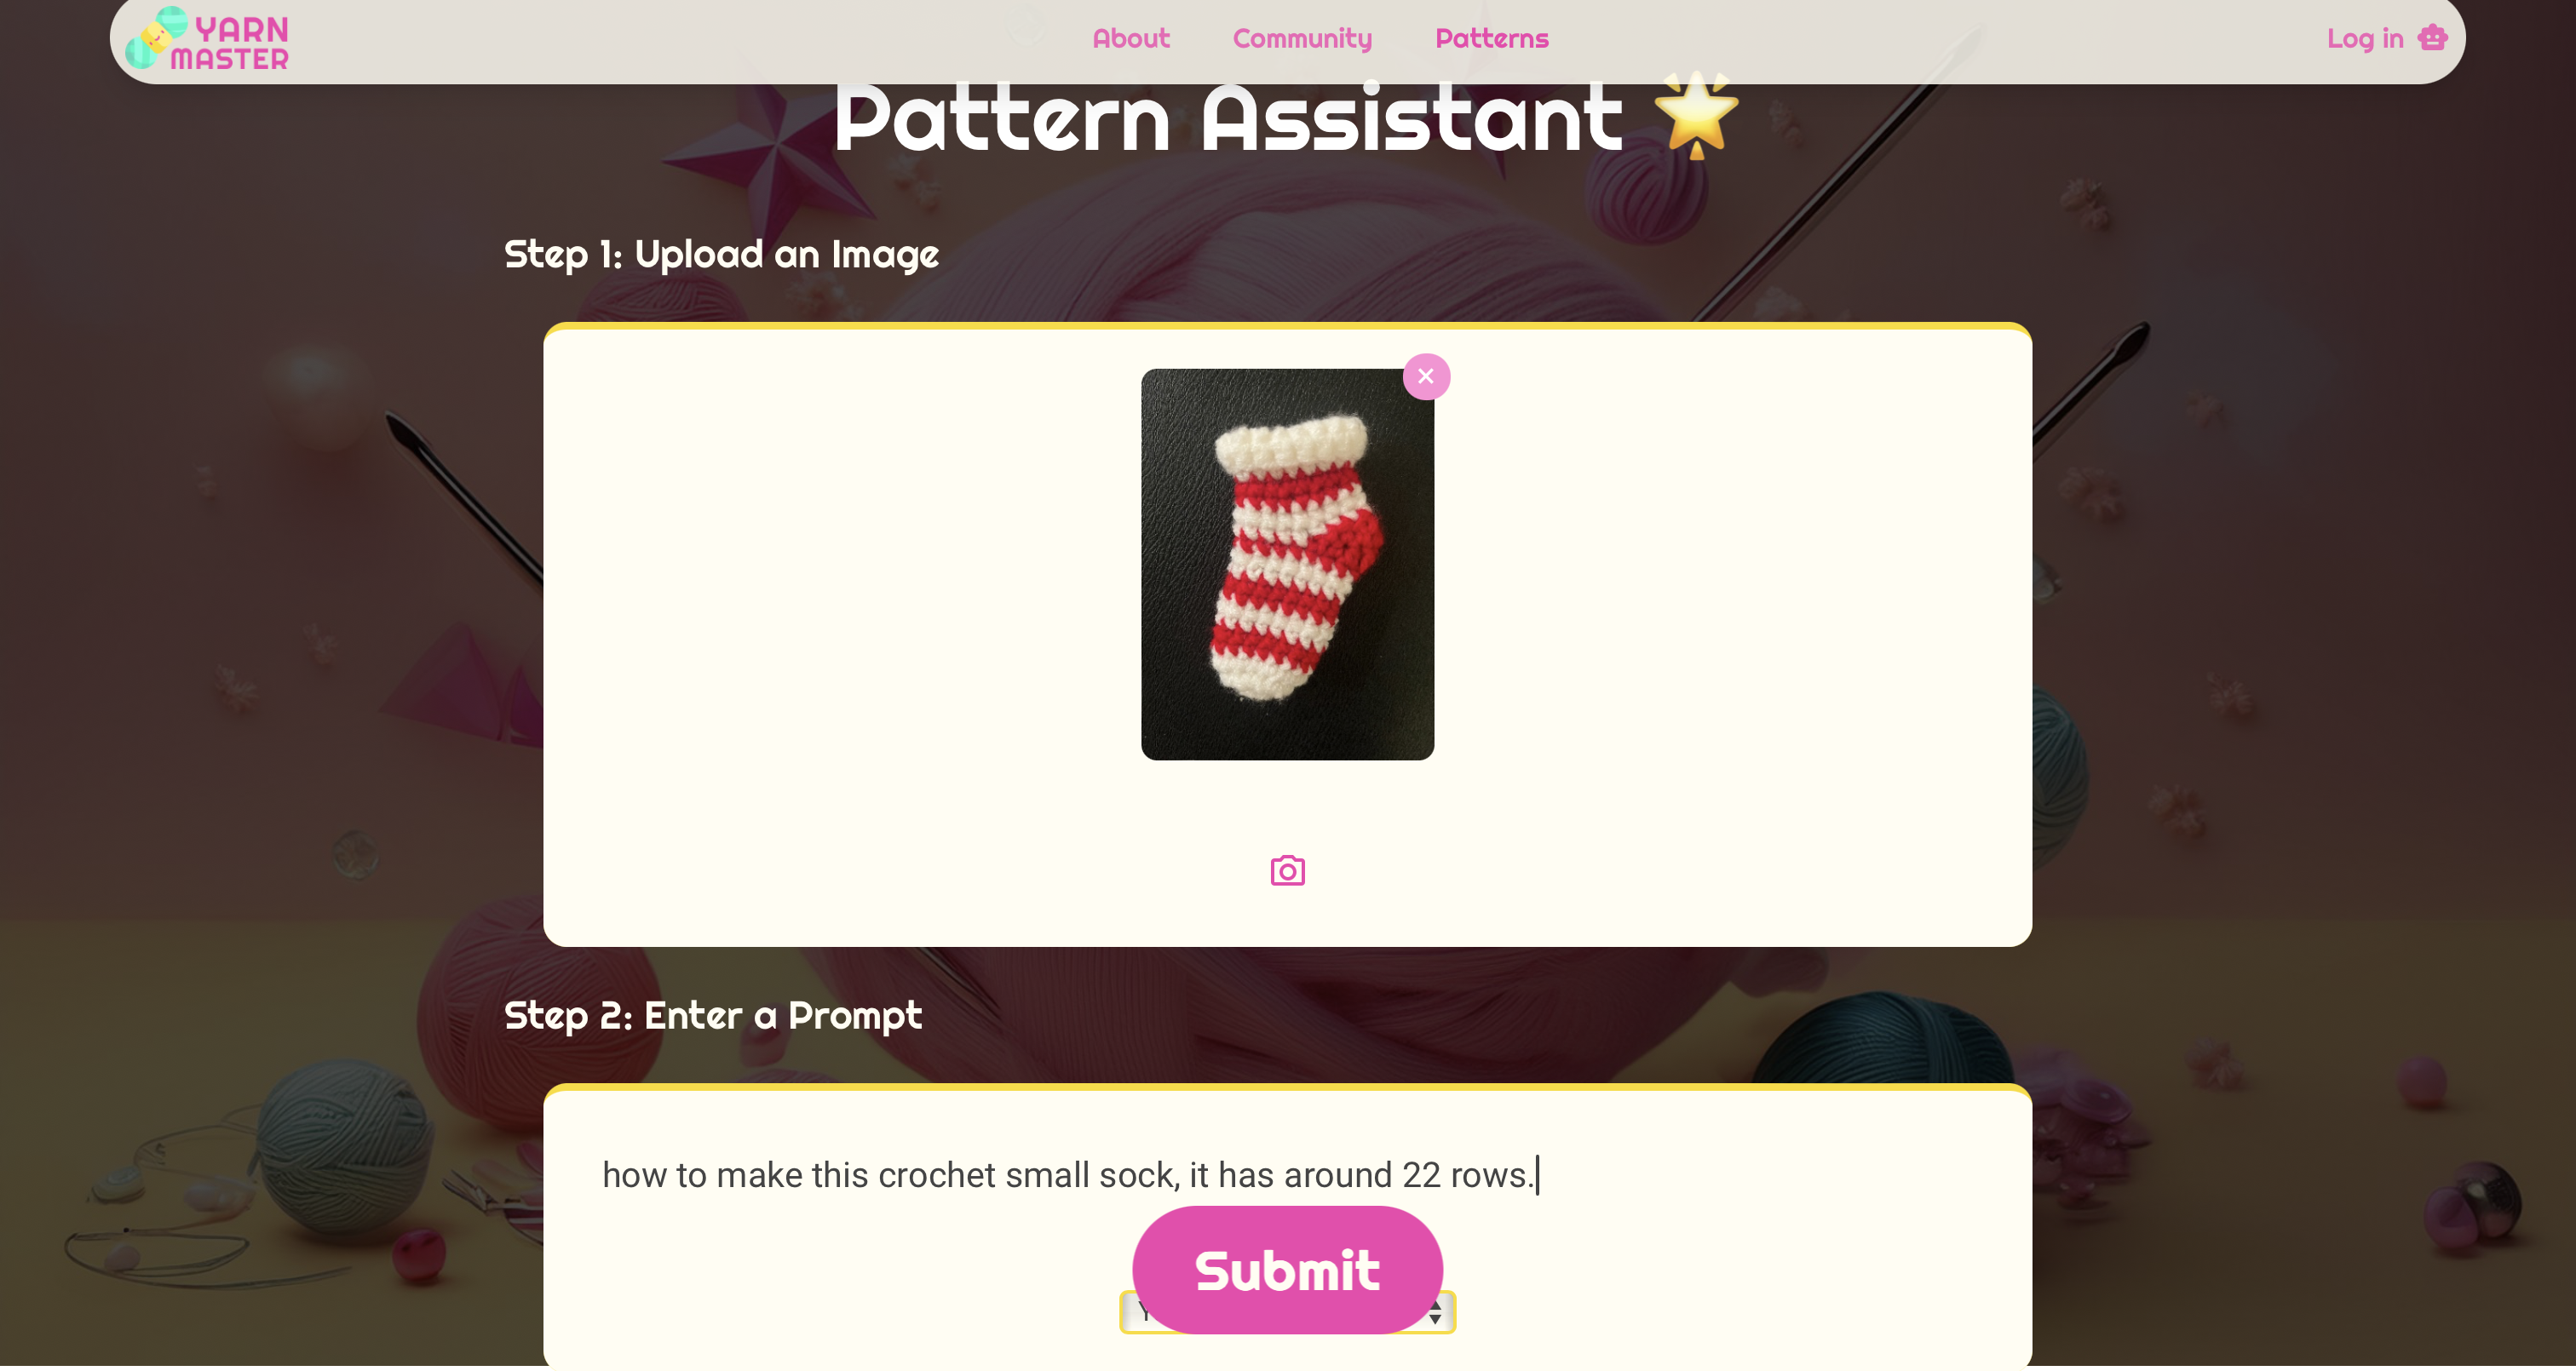 YARN
MASTER
About
Community
Patterns
Log in
Pattern Assistant
Step 1: Upload an Image
Step 2: Enter a Prompt
how to make this crochet small sock, it has around 22 rows.
Submit